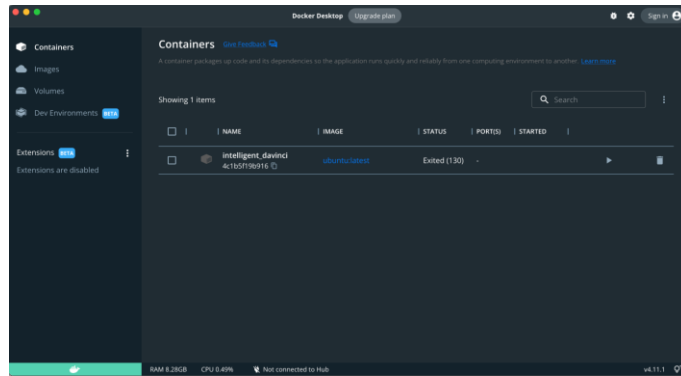 Docker Desktop Upgrade plan Sign in
Containers
Images
Volumes
Dev Environments BETA
Extensions BETA
Extensions are disabled
Containers Give Feedback
A container packages up code and its dependencies so the application runs quickly and reliably from one computing environment to another. Learn more
Showing 1 items
Search
NAME IMAGE STATUS PORT(S) STARTED
intelligent_davinci ubuntu:latest Exited (130) -
4c1b5f19b916
RAM 8.28GB CPU 0.49% Not connected to Hub v4.11.1